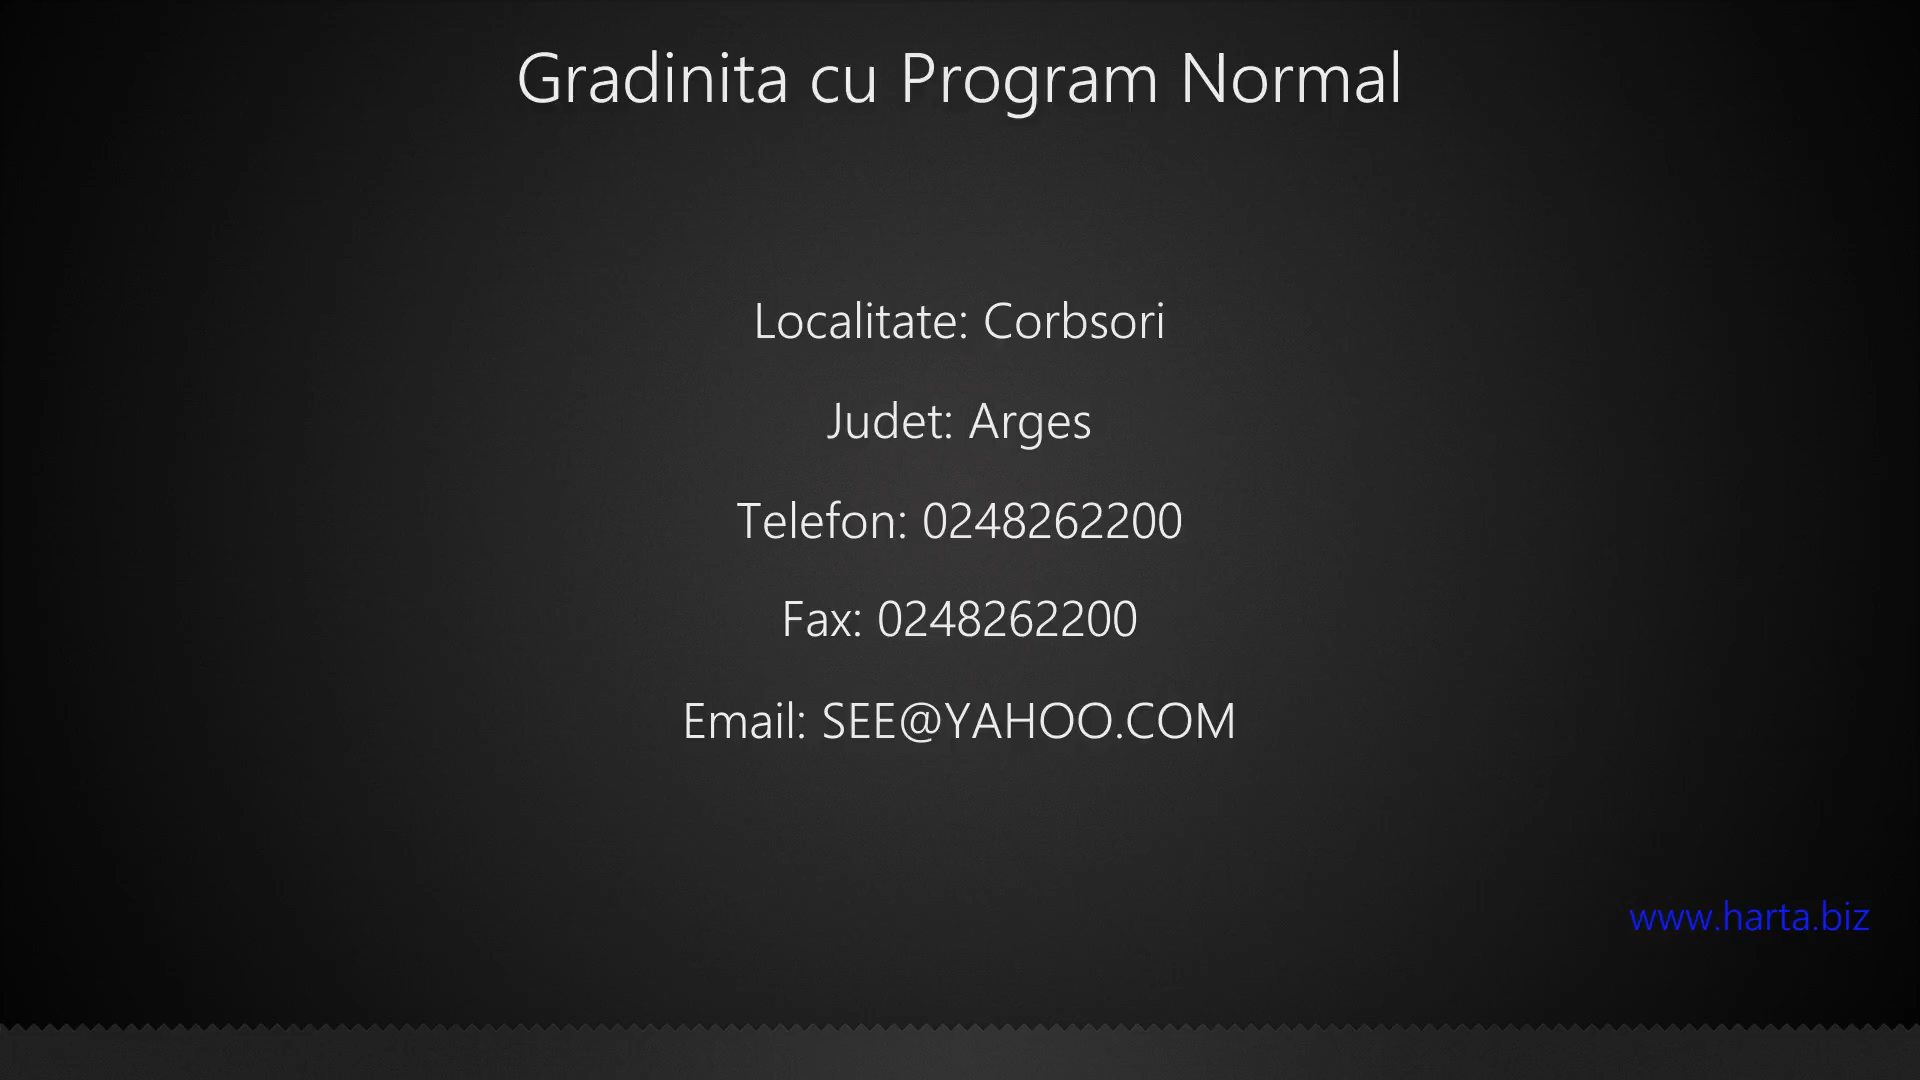 Gradinita cu Program Normal
Localitate: Corbsori
Judet: Arges
Telefon: 0248262200
Fax: 0248262200
Email: SEE@YAHOO.COM
www.harta.biz